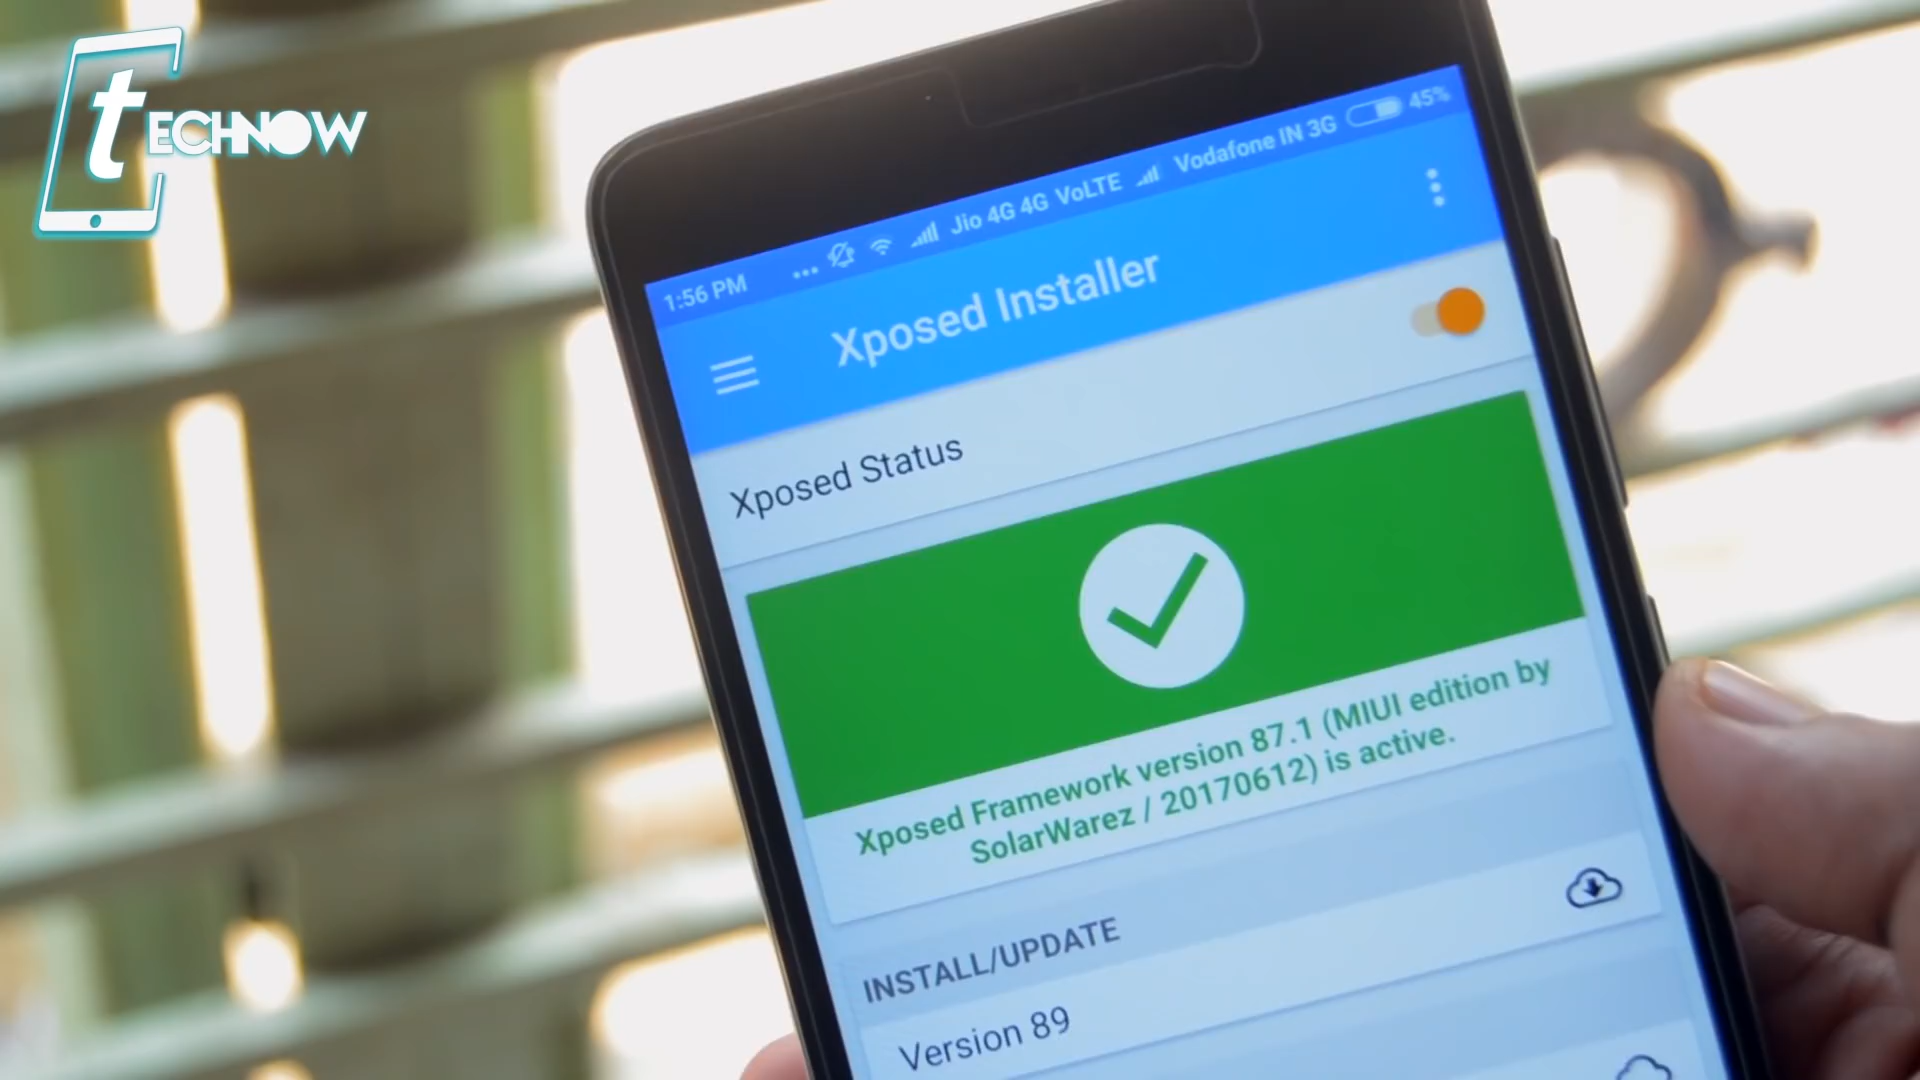 tECHNOW
1:56 PM ... Jio 4G 4G VoLTE Vodafone IN 3G 45%
Xposed Installer
Xposed Status
Xposed Framework version 87.1 (MIUI edition by
SolarWarez / 20170612) is active.
INSTALL/UPDATE
Version 89